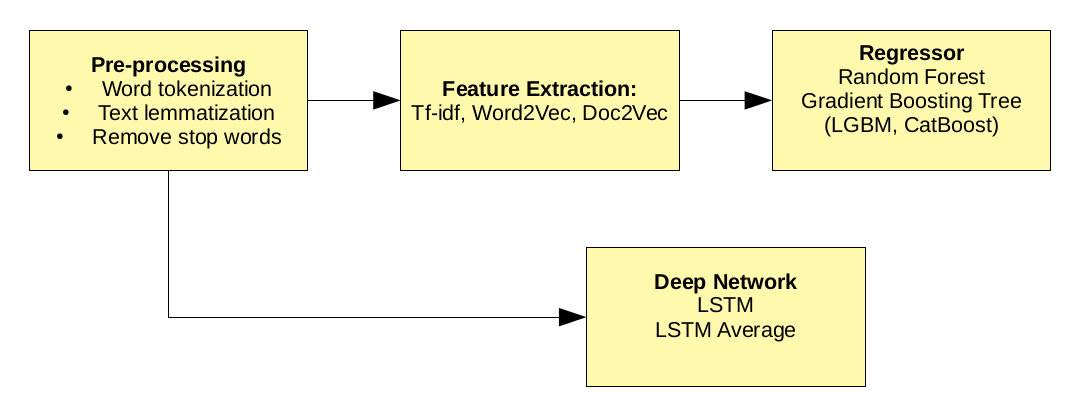 Pre-processing
• Word tokenization
• Text lemmatization
• Remove stop words
Feature Extraction:
Tf-idf, Word2Vec, Doc2Vec
Regressor
Random Forest
Gradient Boosting Tree
(LGBM, CatBoost)
Deep Network
LSTM
LSTM Average